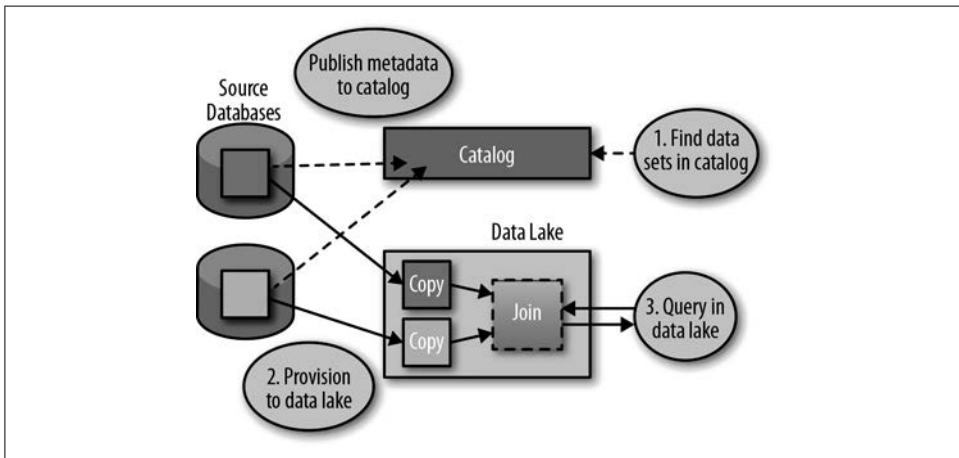 Publish metadata
to catalog
Source
Databases
Catalog
1. Find data
sets in catalog
Data Lake
Copy
Join
Copy
3. Query in
data lake
2. Provision
to data lake